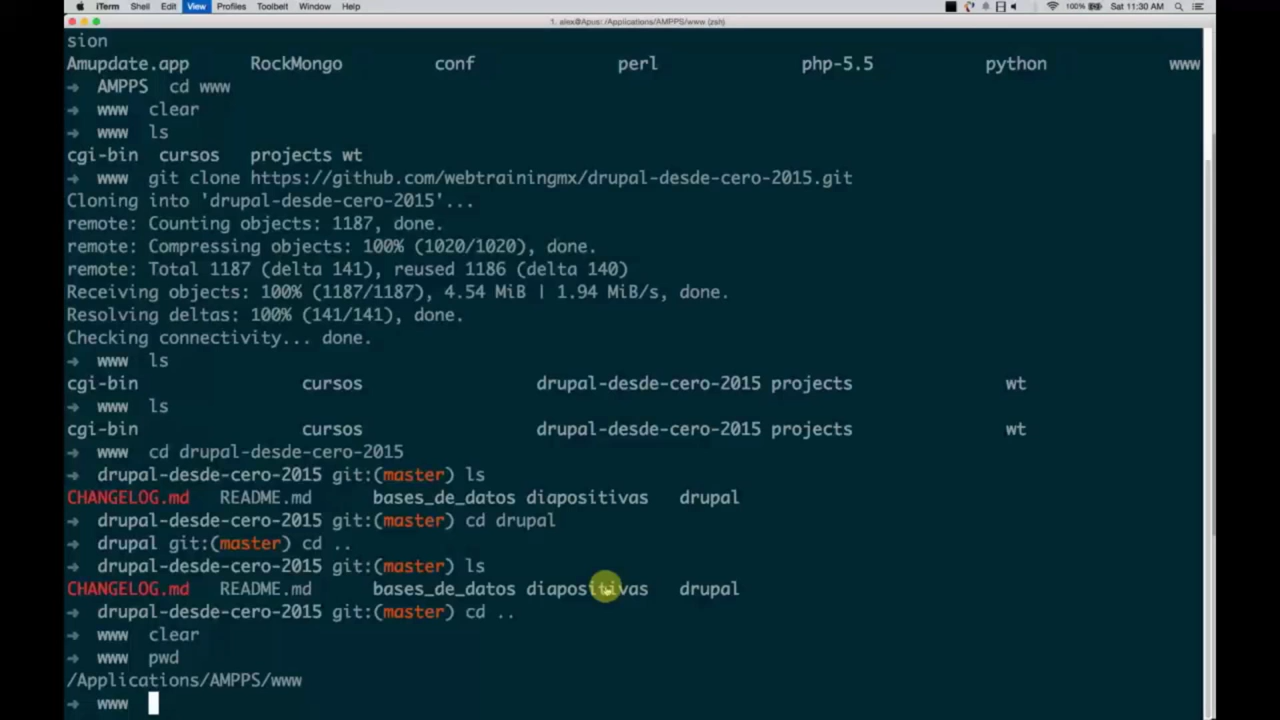 iTerm Shell Edit View Profiles Toolbelt Window Help 100% Sat 11:30 AM
1. alex@Apus: /Applications/AMPPS/www (zsh)
sion
Amupdate.app RockMongo conf perl php-5.5 python www
→ AMPPS cd www
→ www clear
→ www ls
cgi-bin cursos projects wt
→ www git clone https://github.com/webtrainingmx/drupal-desde-cero-2015.git
Cloning into 'drupal-desde-cero-2015'...
remote: Counting objects: 1187, done.
remote: Compressing objects: 100% (1020/1020), done.
remote: Total 1187 (delta 141), reused 1186 (delta 140)
Receiving objects: 100% (1187/1187), 4.54 MiB | 1.94 MiB/s, done.
Resolving deltas: 100% (141/141), done.
Checking connectivity... done.
→ www ls
cgi-bin cursos drupal-desde-cero-2015 projects wt
→ www ls
cgi-bin cursos drupal-desde-cero-2015 projects wt
→ www cd drupal-desde-cero-2015
→ drupal-desde-cero-2015 git:(master) ls
CHANGELOG.md README.md bases_de_datos diapositivas drupal
→ drupal-desde-cero-2015 git:(master) cd drupal
→ drupal git:(master) cd ..
→ drupal-desde-cero-2015 git:(master) ls
CHANGELOG.md README.md bases_de_datos diapositivas drupal
→ drupal-desde-cero-2015 git:(master) cd ..
→ www clear
→ www pwd
/Applications/AMPPS/www
→ www